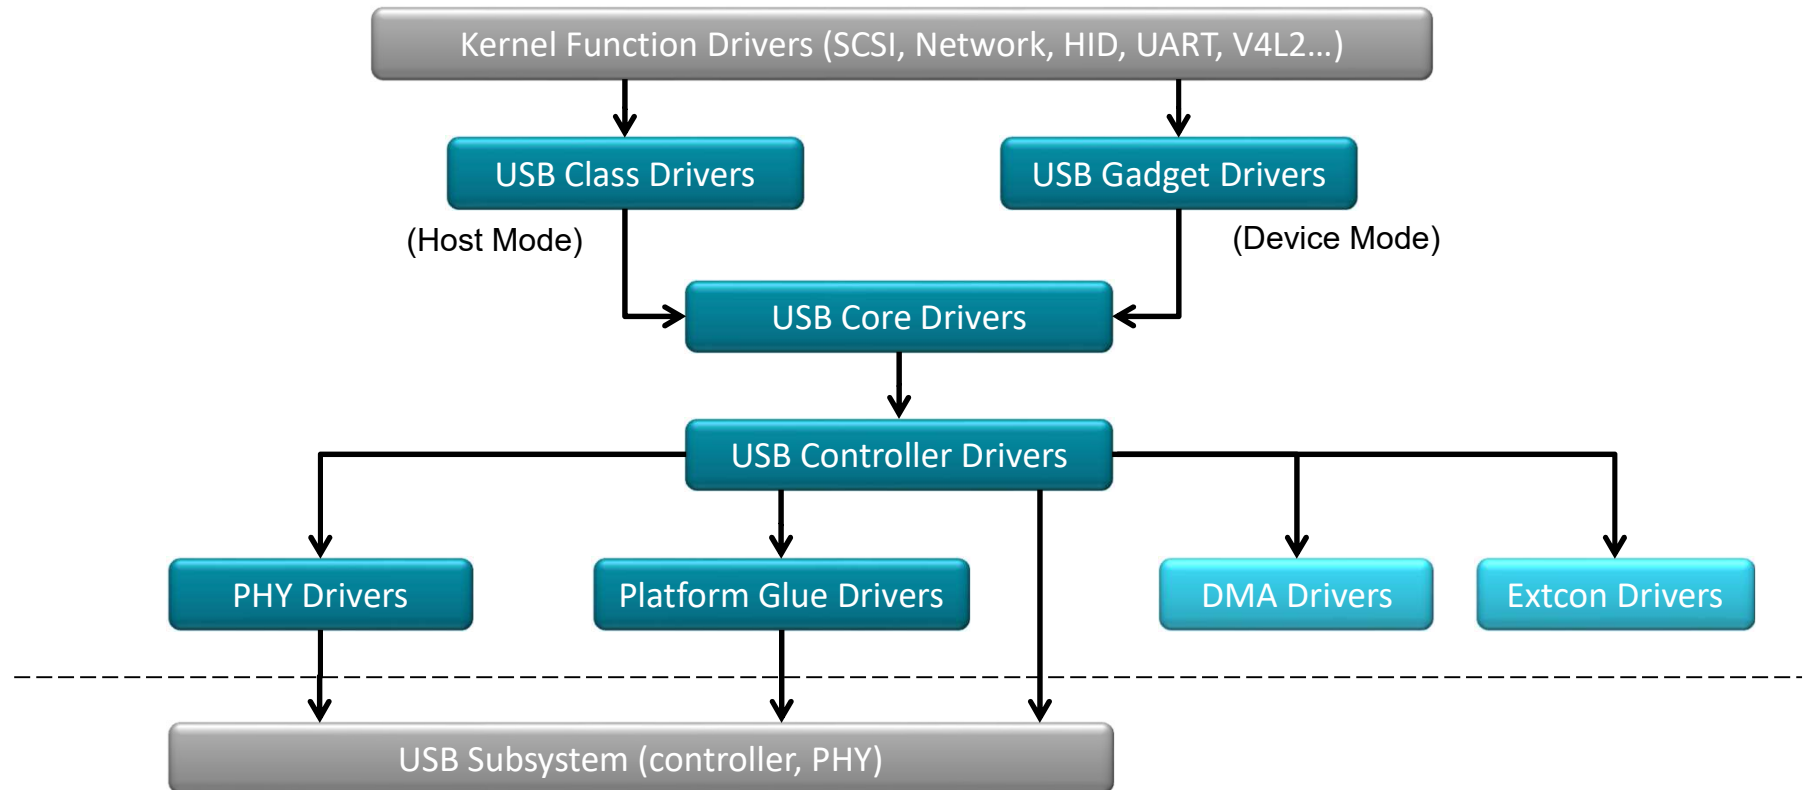 Kernel Function Drivers (SCSI, Network, HID, UART, V4L2...)
USB Class Drivers
USB Gadget Drivers
(Host Mode)
(Device Mode)
USB Core Drivers
USB Controller Drivers
PHY Drivers
Platform Glue Drivers
DMA Drivers
Extcon Drivers
USB Subsystem (controller, PHY)